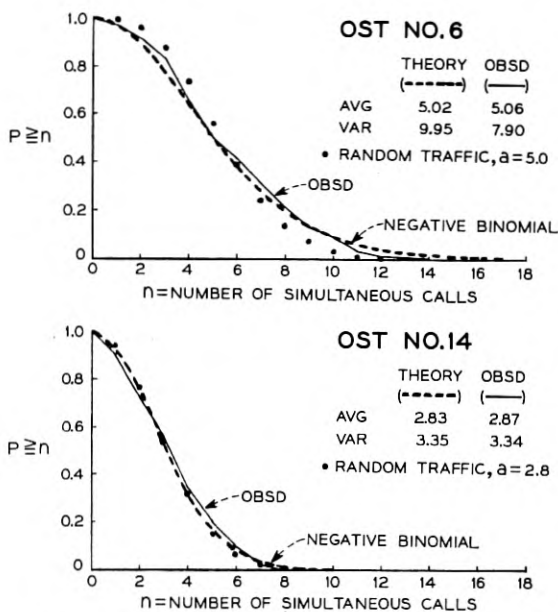 OST NO.6
THEORY OBSD
(-----) (——)
AVG 5.02 5.06
VAR 9.95 7.90
• RANDOM TRAFFIC, a=5.0
P≧n
1.0
0.8
0.6
0.4
0.2
0
OBSD
NEGATIVE BINOMIAL
0 2 4 6 8 10 12 14 16 18
n=NUMBER OF SIMULTANEOUS CALLS
OST NO.14
THEORY OBSD
(-----) (——)
AVG 2.83 2.87
VAR 3.35 3.34
• RANDOM TRAFFIC, a=2.8
P≧n
1.0
0.8
0.6
0.4
0.2
0
OBSD
NEGATIVE BINOMIAL
0 2 4 6 8 10 12 14 16 18
n=NUMBER OF SIMULTANEOUS CALLS